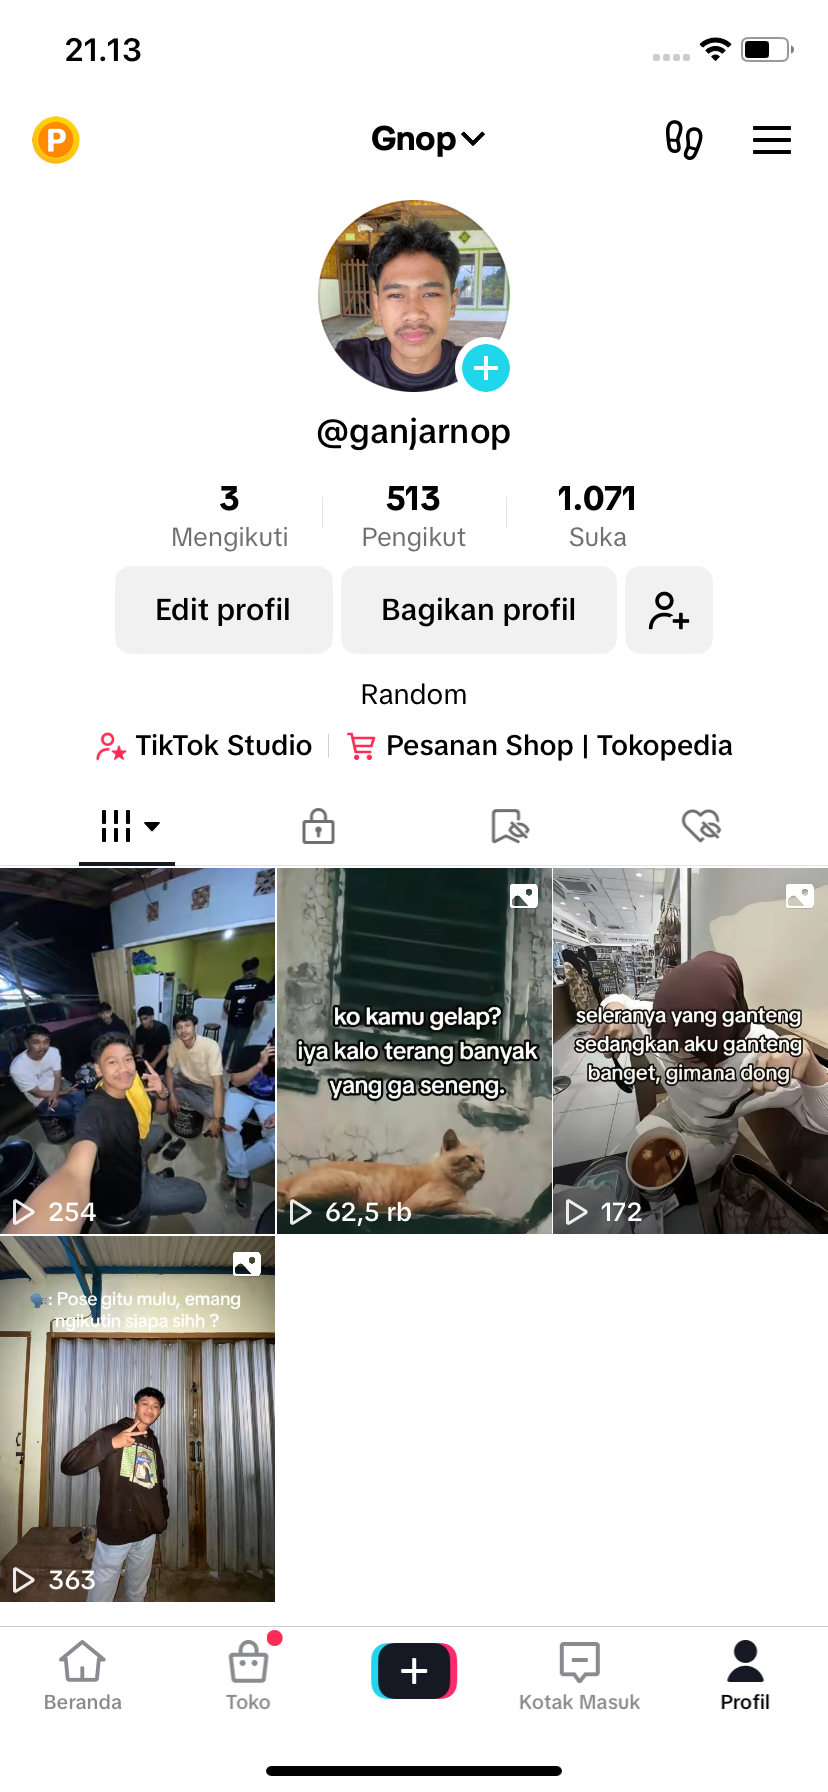 21.13
P
Gnop
@ganjarnop
3 513 1.071
Mengikuti Pengikut Suka
Edit profil Bagikan profil
Random
TikTok Studio Pesanan Shop | Tokopedia
ko kamu gelap?
iya kalo terang banyak
yang ga seneng.
seleranya yang ganteng
sedangkan aku ganteng
banget, gimana dong
254 62,5 rb 172
: Pose gitu mulu, emang
ngikutin siapa sihh ?
363
Beranda Toko Kotak Masuk Profil